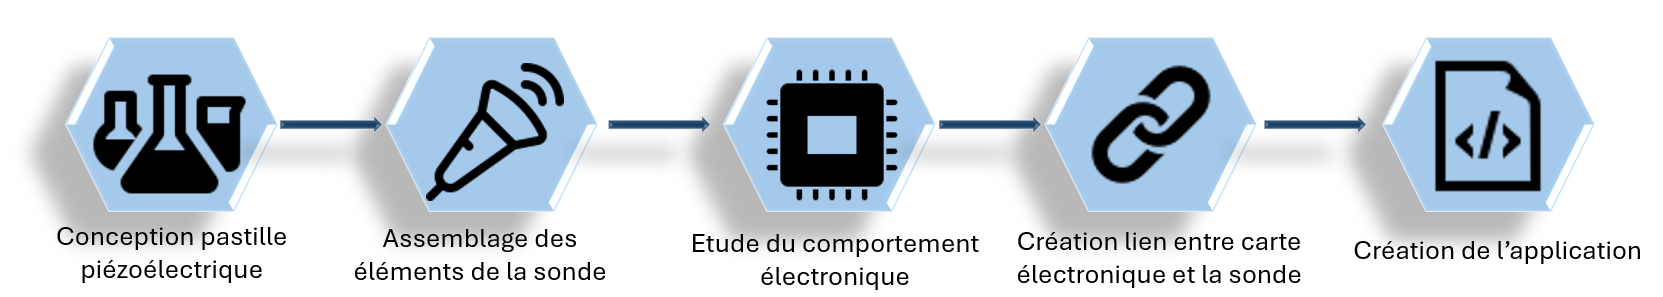 </>
Conception pastille
piézoélectrique
Assemblage des
éléments de la sonde
Etude du comportement
électronique
Création lien entre carte
électronique et la sonde
Création de l’application